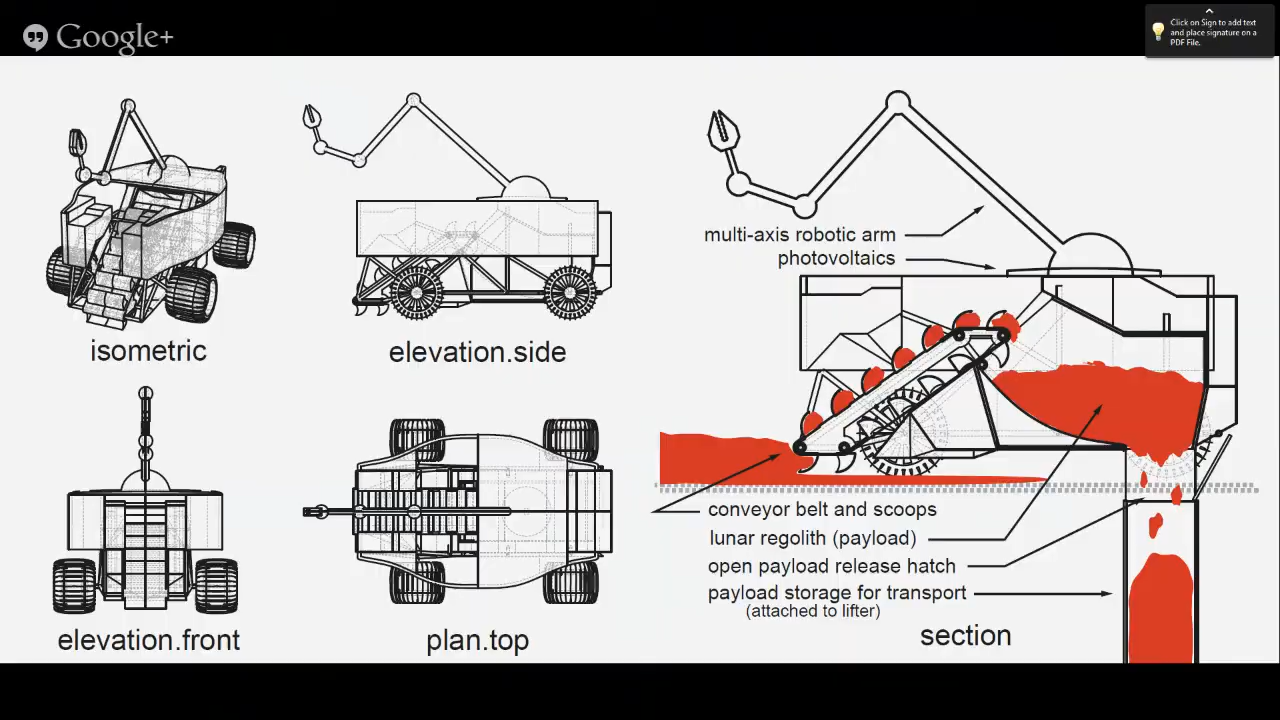 Google+
Click on Sign to add text
and place signature on a
PDF File.
isometric
elevation.side
elevation.front
plan.top
multi-axis robotic arm
photovoltaics
conveyor belt and scoops
lunar regolith (payload)
open payload release hatch
payload storage for transport
(attached to lifter)
section